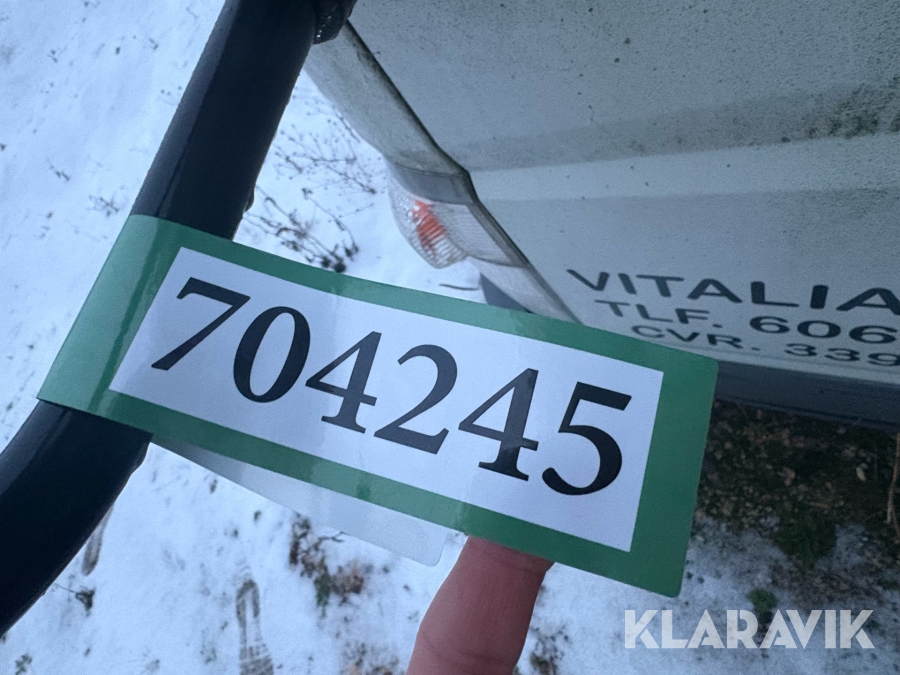 VITALIA
TLF. 606
CVR. 339
704245
KLARAVIK